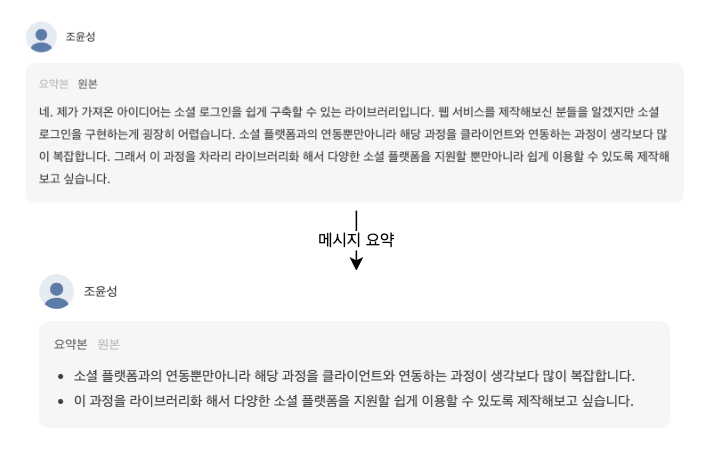 조윤성
요약본 원본
네. 제가 가져온 아이디어는 소셜 로그인을 쉽게 구축할 수 있는 라이브러리입니다. 웹 서비스를 제작해보신 분들을 알겠지만 소셜
로그인을 구현하는게 굉장히 어렵습니다. 소셜 플랫폼과의 연동뿐만아니라 해당 과정을 클라이언트와 연동하는 과정이 생각보다 많
이 복잡합니다. 그래서 이 과정을 차라리 라이브러리화 해서 다양한 소셜 플랫폼을 지원할 뿐만아니라 쉽게 이용할 수 있도록 제작해
보고 싶습니다.
메시지 요약
조윤성
요약본 원본
• 소셜 플랫폼과의 연동뿐만아니라 해당 과정을 클라이언트와 연동하는 과정이 생각보다 많이 복잡합니다.
• 이 과정을 라이브러리화 해서 다양한 소셜 플랫폼을 지원할 쉽게 이용할 수 있도록 제작해보고 싶습니다.